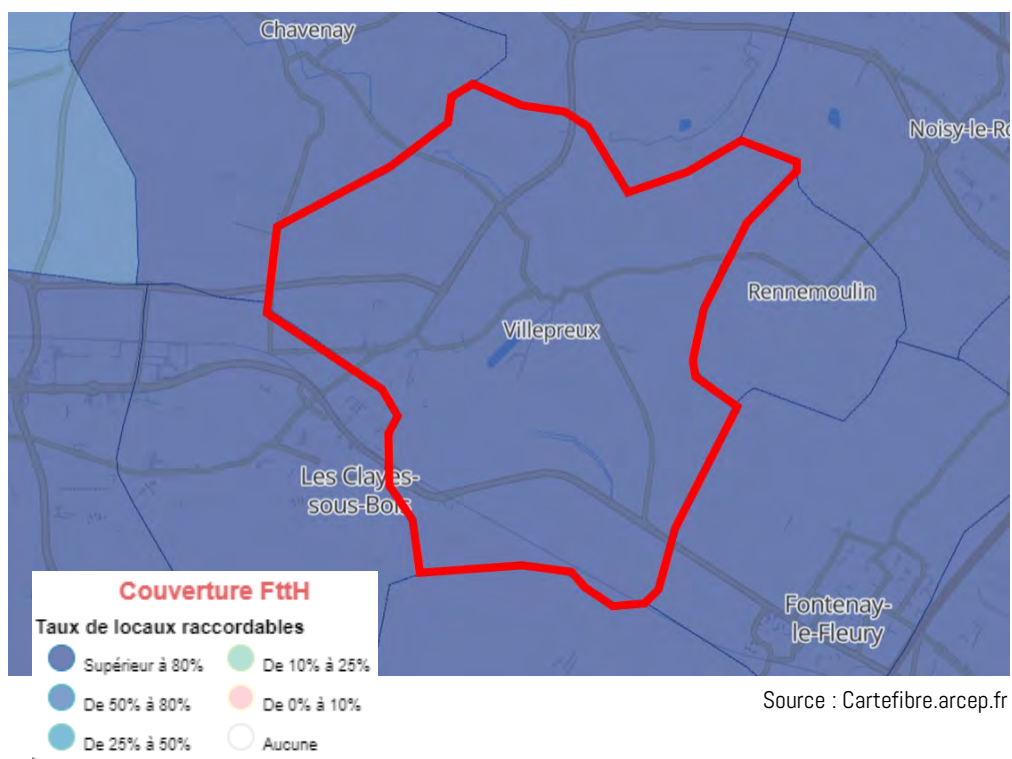 Chavenay
Noisy-le-Ro
Rennemoulin
Villepreux
Les Clayes-
sous-Bois
Fontenay-
le-Fleury
Couverture FttH
Taux de locaux raccordables
Supérieur à 80%
De 10% à 25%
De 50% à 80%
De 0% à 10%
De 25% à 50%
Aucune
Source : Cartefibre.arcep.fr